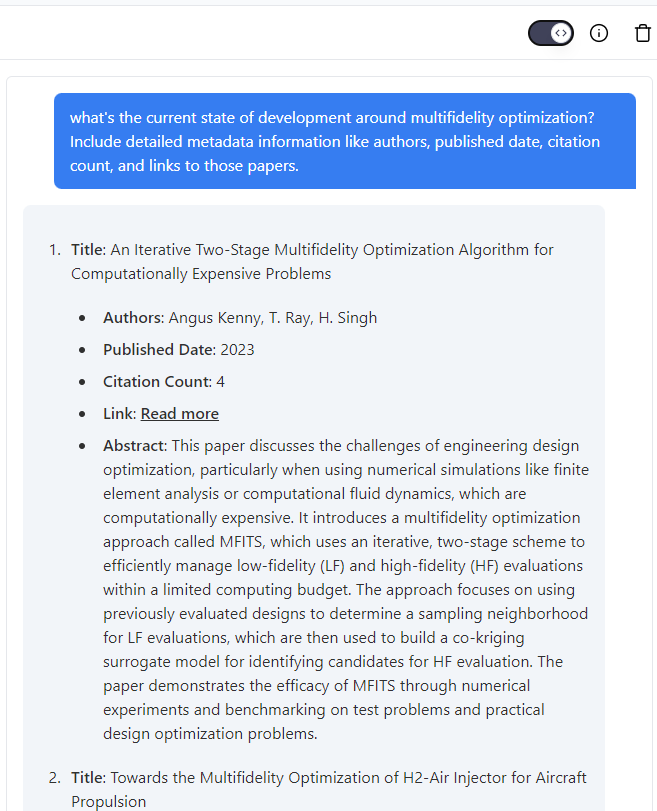 what's the current state of development around multifidelity optimization?
Include detailed metadata information like authors, published date, citation
count, and links to those papers.
1. Title: An Iterative Two-Stage Multifidelity Optimization Algorithm for
Computationally Expensive Problems
• Authors: Angus Kenny, T. Ray, H. Singh
• Published Date: 2023
• Citation Count: 4
• Link: Read more
• Abstract: This paper discusses the challenges of engineering design
optimization, particularly when using numerical simulations like finite
element analysis or computational fluid dynamics, which are
computationally expensive. It introduces a multifidelity optimization
approach called MFITS, which uses an iterative, two-stage scheme to
efficiently manage low-fidelity (LF) and high-fidelity (HF) evaluations
within a limited computing budget. The approach focuses on using
previously evaluated designs to determine a sampling neighborhood
for LF evaluations, which are then used to build a co-kriging
surrogate model for identifying candidates for HF evaluation. The
paper demonstrates the efficacy of MFITS through numerical
experiments and benchmarking on test problems and practical
design optimization problems.
2. Title: Towards the Multifidelity Optimization of H2-Air Injector for Aircraft
Propulsion